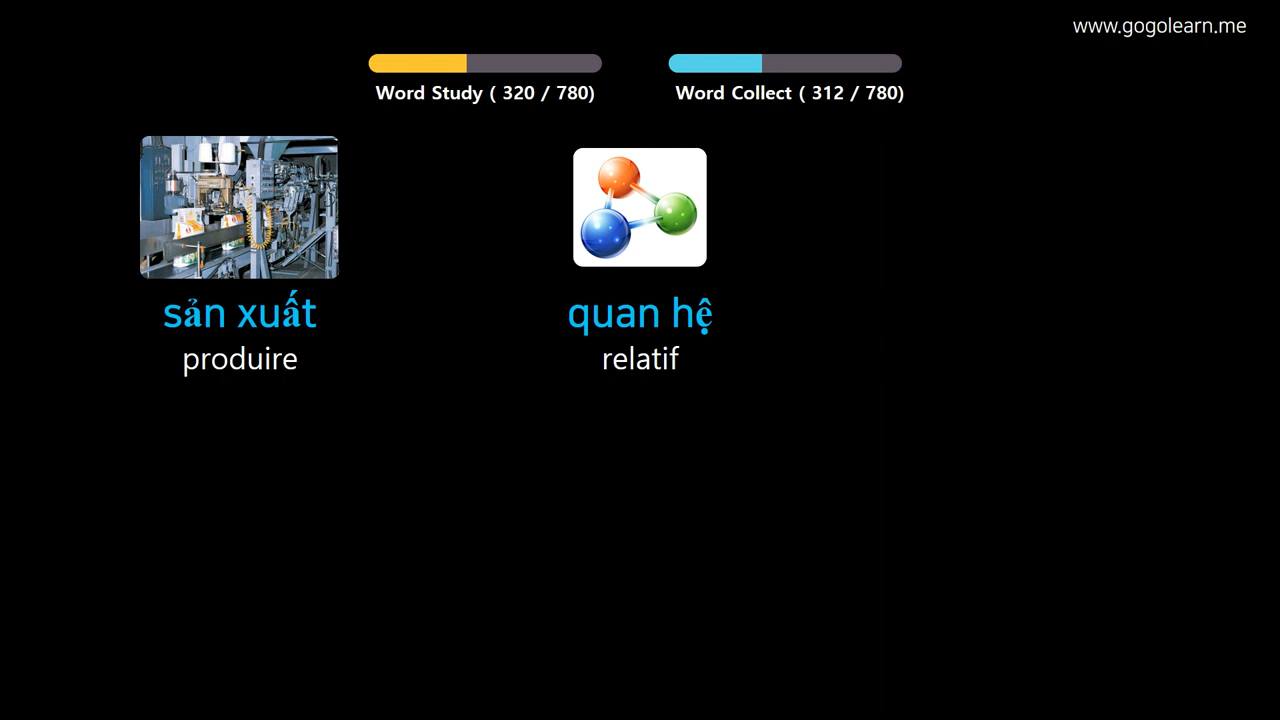 www.gogolearn.me
Word Study ( 320 / 780)
Word Collect ( 312 / 780)
sản xuất
produire
quan hệ
relatif